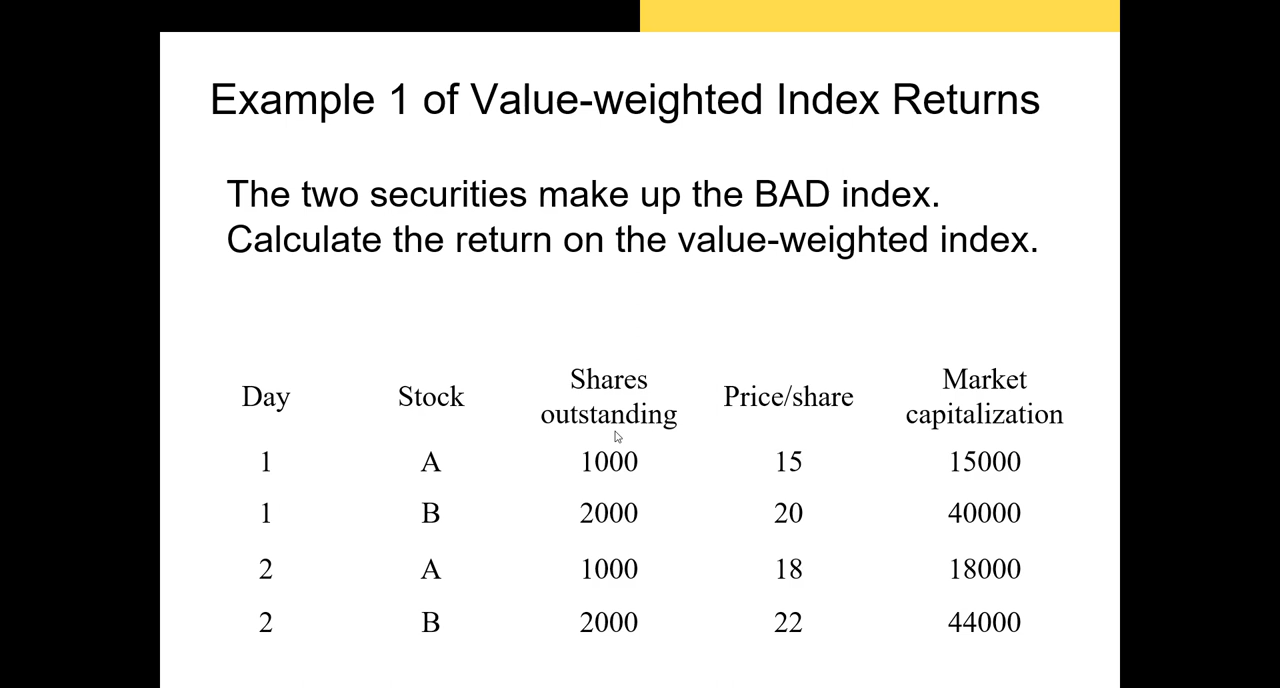 Example 1 of Value-weighted Index Returns
The two securities make up the BAD index.
Calculate the return on the value-weighted index.
Day Stock Shares outstanding Price/share Market capitalization
1 A 1000 15 15000
1 B 2000 20 40000
2 A 1000 18 18000
2 B 2000 22 44000